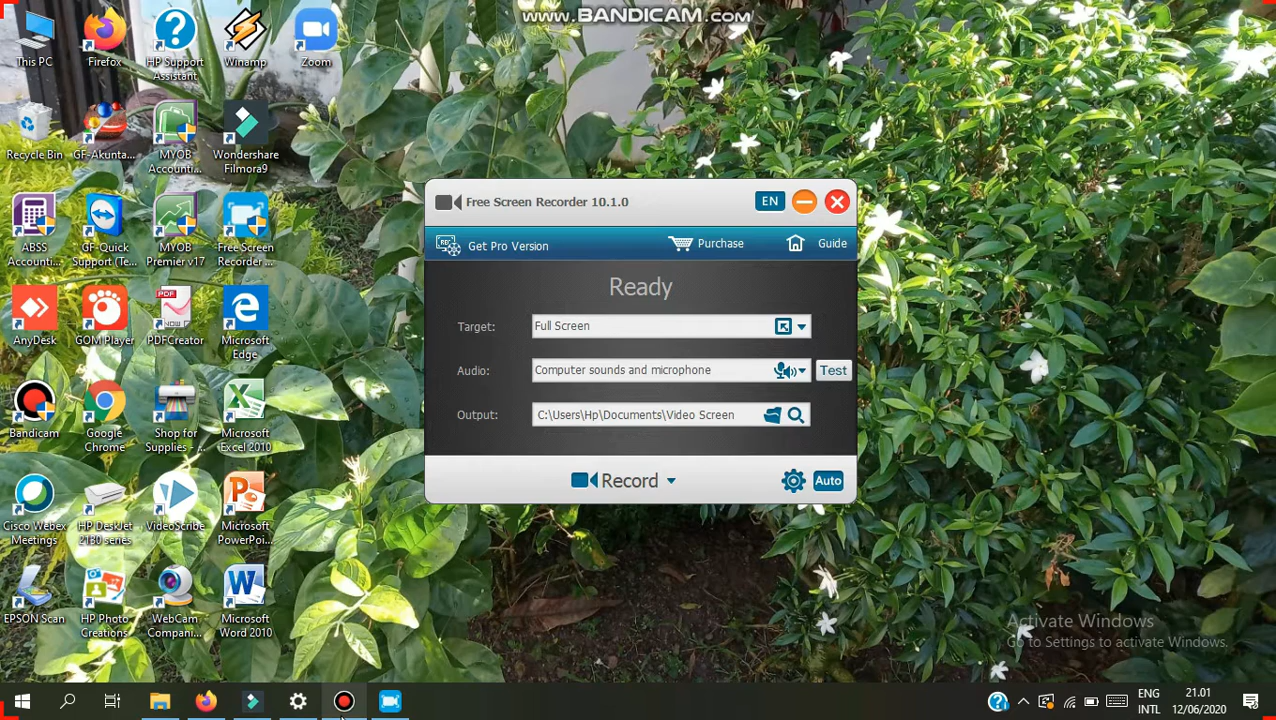 www.BANDICAM.com
This PC
Firefox
HP Support
Assistant
Winamp
Zoom
Recycle Bin
GF-Akunta...
MYOB
Accounti...
Wondershare
Filmora9
ABSS
Accounti...
GF-Quick
Support (Te...
MYOB
Premier v17
Free Screen
Recorder ...
AnyDesk
GOM Player
PDF
NOW
PDFCreator
Microsoft
Edge
Bandicam
Google
Chrome
Shop for
Supplies - ...
Microsoft
Excel 2010
Cisco Webex
Meetings
HP DeskJet
2130 series
VideoScribe
Microsoft
PowerPoi...
EPSON Scan
HP Photo
Creations
WebCam
Compani...
Microsoft
Word 2010
Free Screen Recorder 10.1.0
EN
REC
Get Pro Version
Purchase
Guide
Ready
Target:
Full Screen
Audio:
Computer sounds and microphone
Test
Output:
C:\Users\Hp\Documents\Video Screen
Record
Auto
Activate Windows
Go to Settings to activate Windows.
ENG
INTL
21.01
12/06/2020